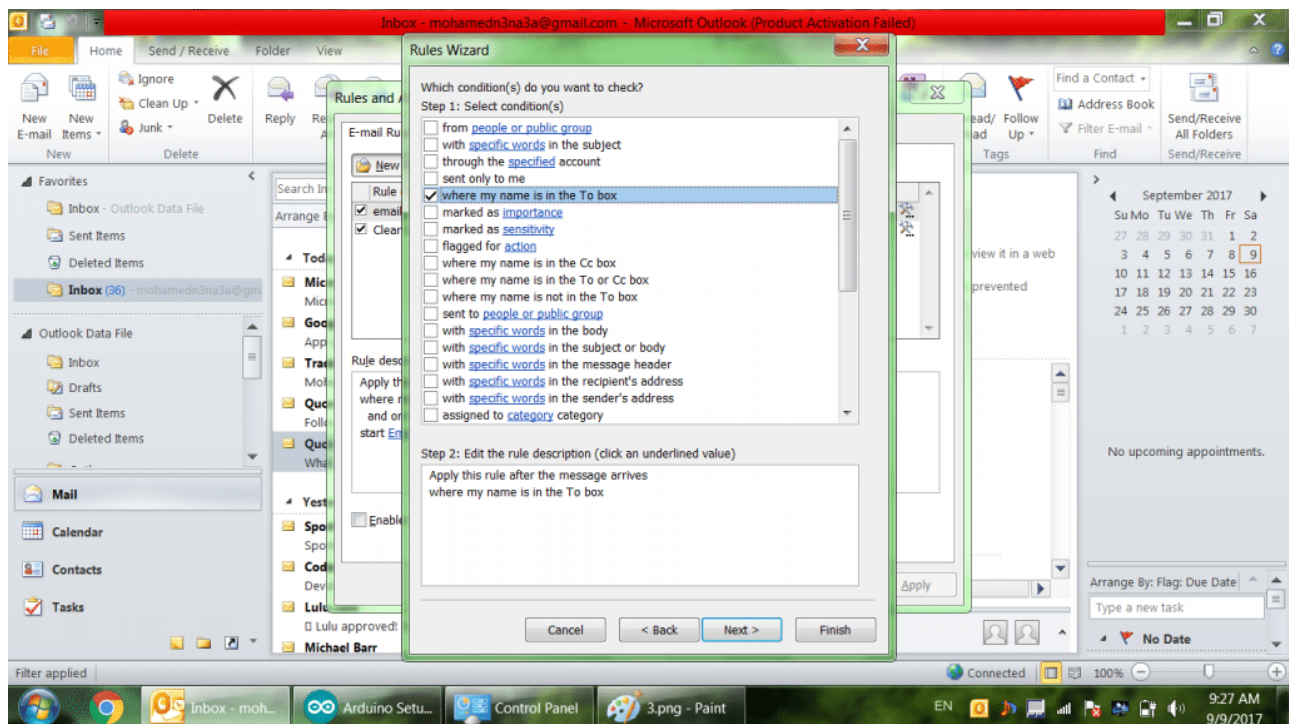 Inbox - mohamedn3na3a@gmail.com - Microsoft Outlook (Product Activation Failed)
File Home Send / Receive Folder View
New E-mail
New Items
Ignore
Clean Up
Junk
Delete
Reply
New
Delete
Find a Contact
Address Book
Filter E-mail
Follow Up
Send/Receive All Folders
Tags
Find
Send/Receive
Favorites
Inbox - Outlook Data File
Sent Items
Deleted Items
Inbox (36) - mohamedn3na3a@gm
Outlook Data File
Inbox
Drafts
Sent Items
Deleted Items
Mail
Calendar
Contacts
Tasks
Search In
Arrange
Yest
Lulu
Lulu approved!
Michael Barr
Rules and A
E-mail Ru
New
Rule
email
Clean
Rule desc
Apply th
where
and or
start Em
Enable
Apply
Rules Wizard
Which condition(s) do you want to check?
Step 1: Select condition(s)
from people or public group
with specific words in the subject
through the specified account
sent only to me
where my name is in the To box
marked as importance
marked as sensitivity
flagged for action
where my name is in the Cc box
where my name is in the To or Cc box
where my name is not in the To box
sent to people or public group
with specific words in the body
with specific words in the subject or body
with specific words in the message header
with specific words in the recipient's address
with specific words in the sender's address
assigned to category category
Step 2: Edit the rule description (click an underlined value)
Apply this rule after the message arrives
where my name is in the To box
Cancel < Back Next > Finish
view it in a web
prevented
September 2017
Su Mo Tu We Th Fr Sa
27 28 29 30 31 1 2
3 4 5 6 7 8 9
10 11 12 13 14 15 16
17 18 19 20 21 22 23
24 25 26 27 28 29 30
1 2 3 4 5 6 7
No upcoming appointments.
Arrange By: Flag: Due Date
Type a new task
No Date
Filter applied
Connected
100%
Inbox - moh...
Arduino Setu...
Control Panel
3.png - Paint
EN
9:27 AM
9/9/2017